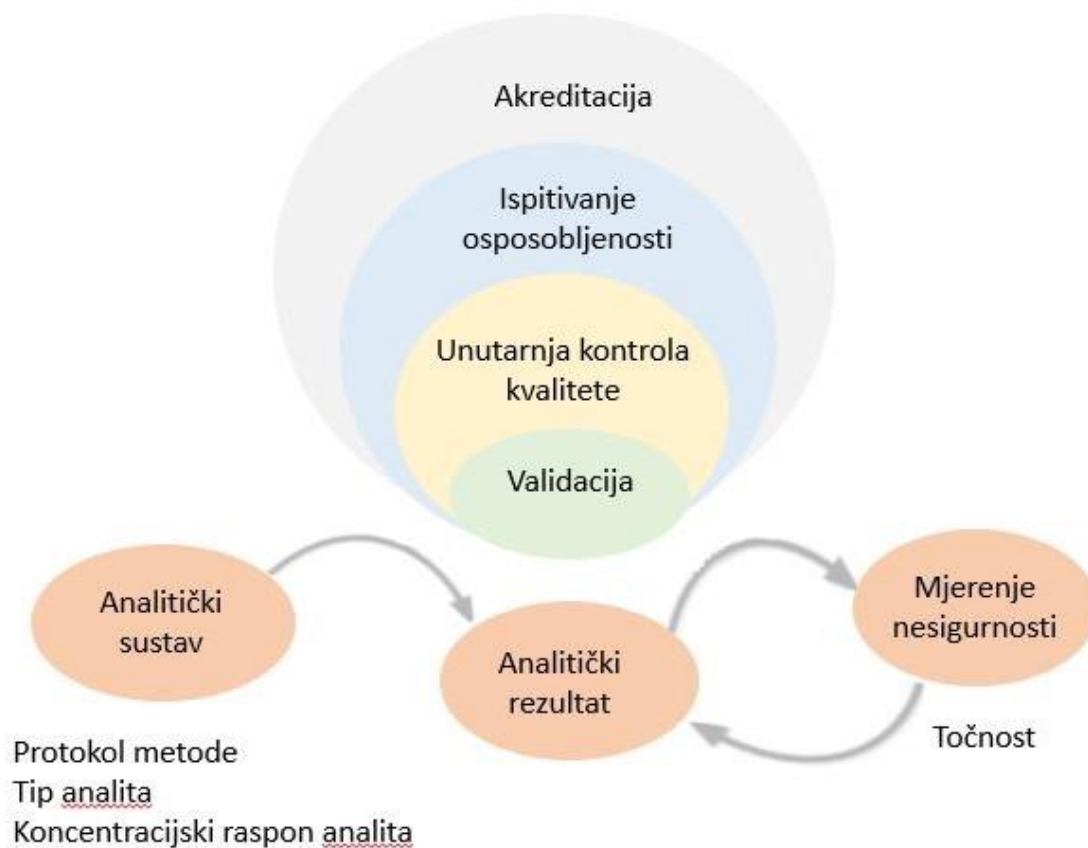 Akreditacija
Ispitivanje
osposobljenosti
Unutarnja kontrola
kvalitete
Validacija
Analitički
sustav
Analitički
rezultat
Mjerenje
nesigurnosti
Točnost
Protokol metode
Tip analita
Koncentracijski raspon analita